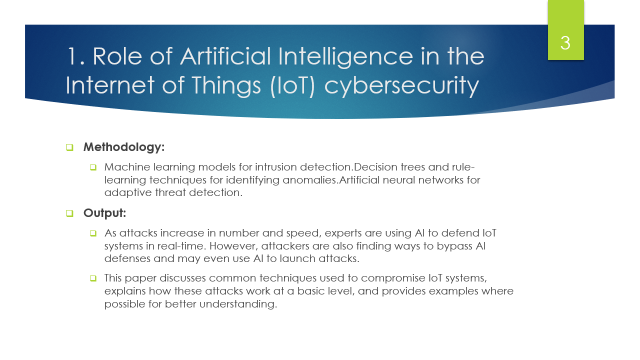 3
1. Role of Artificial Intelligence in the
Internet of Things (IoT) cybersecurity
Methodology:
Machine learning models for intrusion detection.Decision trees and rule-
learning techniques for identifying anomalies.Artificial neural networks for
adaptive threat detection.
Output:
As attacks increase in number and speed, experts are using AI to defend IoT
systems in real-time. However, attackers are also finding ways to bypass AI
defenses and may even use AI to launch attacks.
This paper discusses common techniques used to compromise IoT systems,
explains how these attacks work at a basic level, and provides examples where
possible for better understanding.